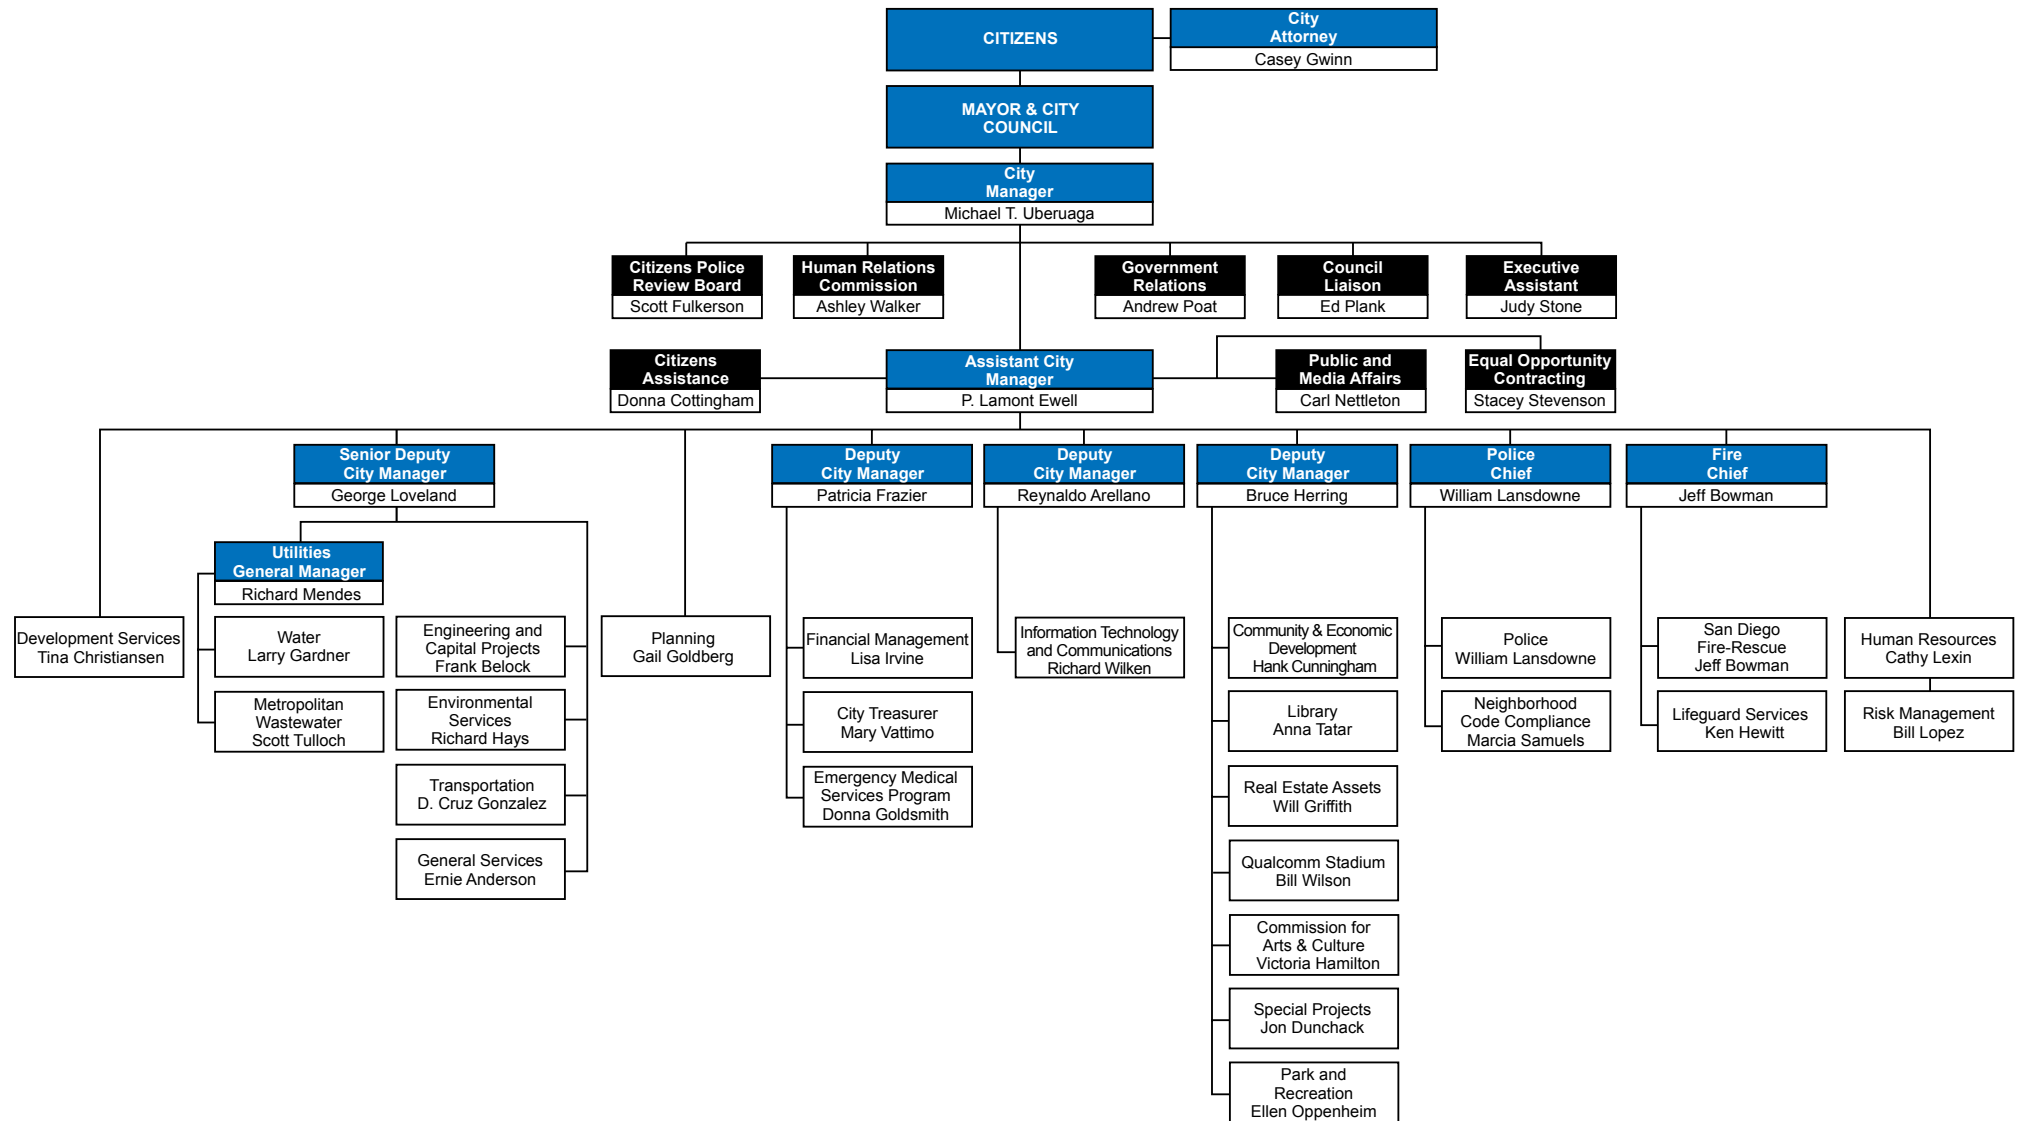 CITIZENS
City
Attorney
Casey Gwinn
MAYOR & CITY
COUNCIL
City
Manager
Michael T. Uberuaga
Citizens Police
Review Board
Scott Fulkerson
Human Relations
Commission
Ashley Walker
Government
Relations
Andrew Poat
Council
Liaison
Ed Plank
Executive
Assistant
Judy Stone
Citizens
Assistance
Donna Cottingham
Assistant City
Manager
P. Lamont Ewell
Public and
Media Affairs
Carl Nettleton
Equal Opportunity
Contracting
Stacey Stevenson
Senior Deputy
City Manager
George Loveland
Deputy
City Manager
Patricia Frazier
Deputy
City Manager
Reynaldo Arellano
Deputy
City Manager
Bruce Herring
Police
Chief
William Lansdowne
Fire
Chief
Jeff Bowman
Utilities
General Manager
Richard Mendes
Development Services
Tina Christiansen
Water
Larry Gardner
Engineering and
Capital Projects
Frank Belock
Planning
Gail Goldberg
Financial Management
Lisa Irvine
Information Technology
and Communications
Richard Wilken
Community & Economic
Development
Hank Cunningham
Police
William Lansdowne
San Diego
Fire-Rescue
Jeff Bowman
Human Resources
Cathy Lexin
Metropolitan
Wastewater
Scott Tulloch
Environmental
Services
Richard Hays
City Treasurer
Mary Vattimo
Library
Anna Tatar
Neighborhood
Code Compliance
Marcia Samuels
Lifeguard Services
Ken Hewitt
Risk Management
Bill Lopez
Transportation
D. Cruz Gonzalez
Emergency Medical
Services Program
Donna Goldsmith
Real Estate Assets
Will Griffith
General Services
Ernie Anderson
Qualcomm Stadium
Bill Wilson
Commission for
Arts & Culture
Victoria Hamilton
Special Projects
Jon Dunchack
Park and
Recreation
Ellen Oppenheim